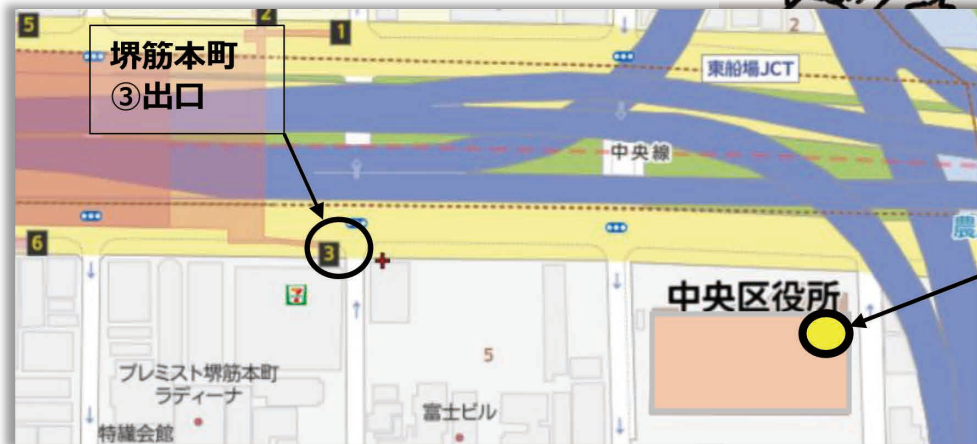 5
2
1
2
堺筋本町
③出口
東船場JCT
中央線
6
3
7
農
中央区役所
5
プレミスト堺筋本町
ラディーナ
富士ビル
特繊会館